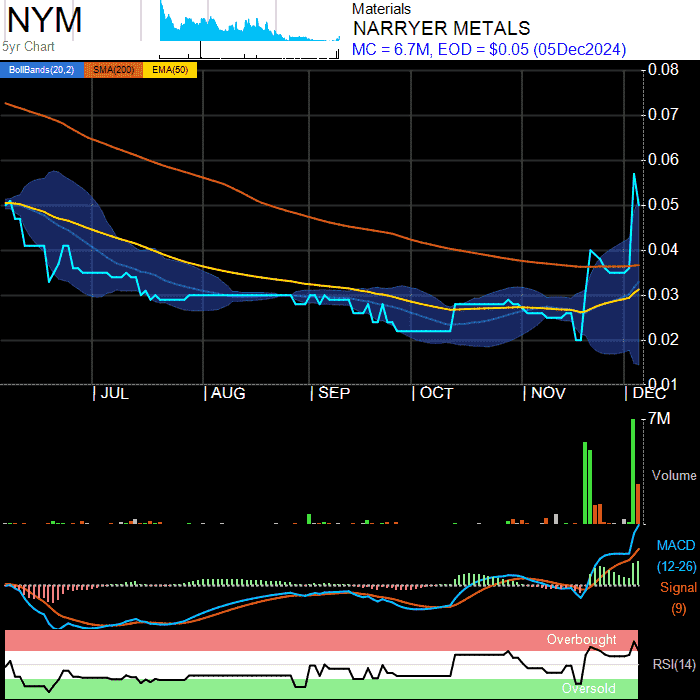 NYM
5yr Chart
Materials
NARRYER METALS
MC = 6.7M, EOD = $0.05 (05Dec2024)
BollBands(20,2) SMA(200) EMA(50)
0.08
0.07
0.06
0.05
0.04
0.03
0.02
0.01
JUL AUG SEP OCT NOV DEC
7M
Volume
MACD
(12-26)
Signal
(9)
Overbought
RSI(14)
Oversold